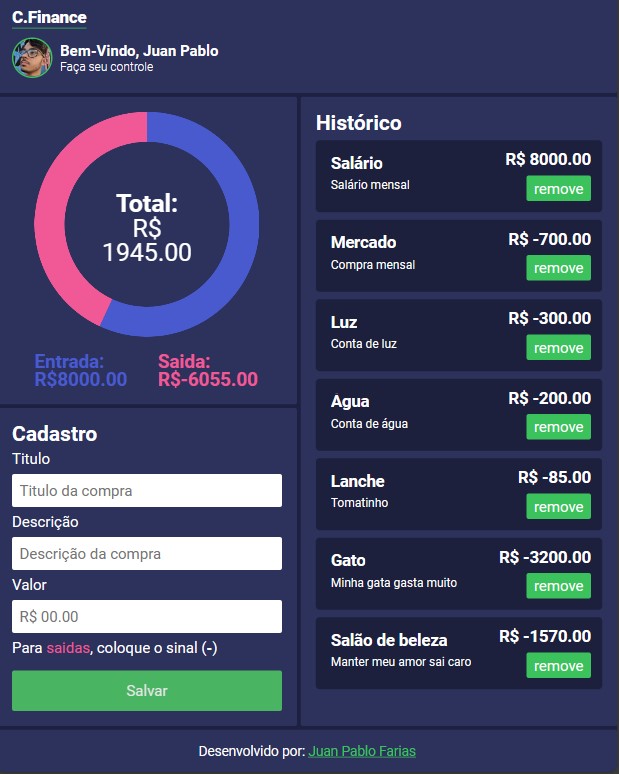 C.Finance
Bem-Vindo, Juan Pablo
Faça seu controle
Total:
R$
1945.00
Entrada:
R$8000.00
Saida:
R$-6055.00
Cadastro
Titulo
Titulo da compra
Descrição
Descrição da compra
Valor
R$ 00.00
Para saidas, coloque o sinal (-)
Salvar
Histórico
Salário
R$ 8000.00
Salário mensal
remove
Mercado
R$ -700.00
Compra mensal
remove
Luz
R$ -300.00
Conta de luz
remove
Agua
R$ -200.00
Conta de água
remove
Lanche
R$ -85.00
Tomatinho
remove
Gato
R$ -3200.00
Minha gata gasta muito
remove
Salão de beleza
R$ -1570.00
Manter meu amor sai caro
remove
Desenvolvido por: Juan Pablo Farias